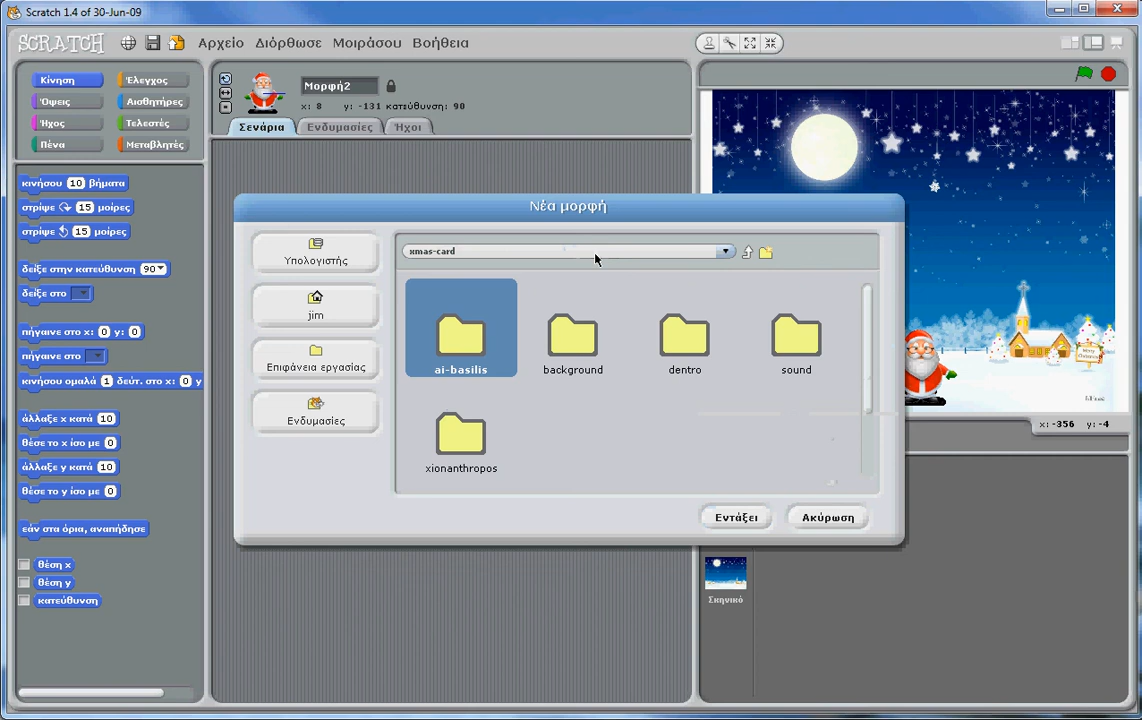 Scratch 1.4 of 30-Jun-09
SCRATCH
Αρχείο Διόρθωσε Μοιράσου Βοήθεια
Κίνηση
Έλεγχος
Όψεις
Αισθητήρες
Ήχος
Τελεστές
Πένα
Μεταβλητές
Μορφή2
x: 8 y: -131 κατεύθυνση: 90
Σενάρια Ενδυμασίες Ήχοι
κινήσου 10 βήματα
στρίψε 15 μοίρες
στρίψε 15 μοίρες
δείξε στην κατεύθυνση 90
δείξε στο
πήγαινε στο x: 0 y: 0
πήγαινε στο
κινήσου ομαλά 1 δεύτ. στο x: 0 y
άλλαξε x κατά 10
θέσε το x ίσο με 0
άλλαξε y κατά 10
θέσε το y ίσο με 0
εάν στα όρια, αναπήδησε
θέση x
θέση y
κατεύθυνση
Νέα μορφή
Υπολογιστής
jim
Επιφάνεια εργασίας
Ενδυμασίες
xmas-card
ai-basilis
background
dentro
sound
xionanthropos
Εντάξει
Ακύρωση
x: -356 y: -4
Σκηνικό